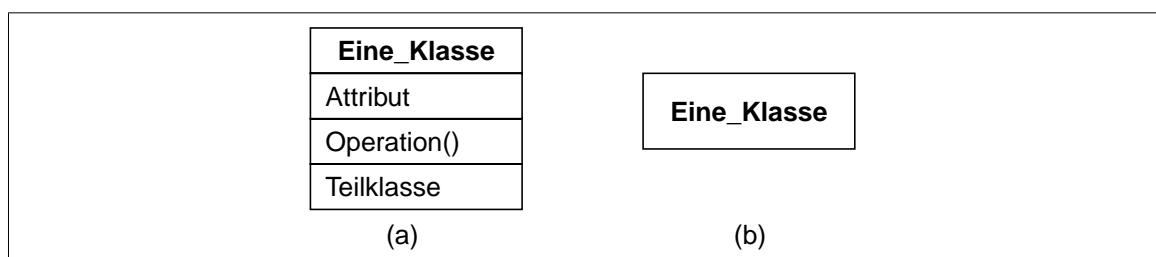 Eine_Klasse
Attribut
Operation()
Teilklasse
(a)
Eine_Klasse
(b)